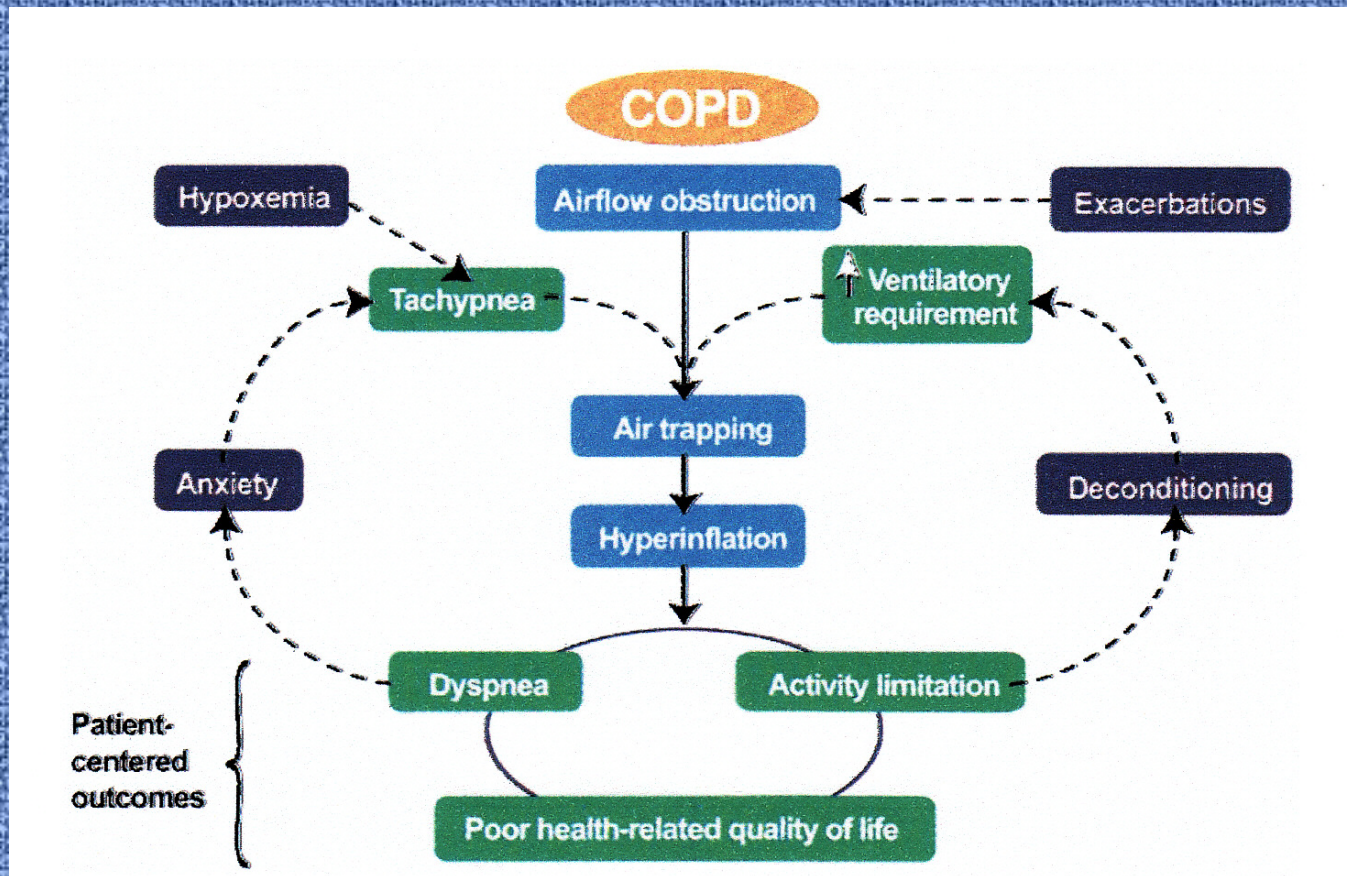 COPD
Hypoxemia
Airflow obstruction
Exacerbations
Tachypnea
Ventilatory
requirement
Air trapping
Anxiety
Deconditioning
Hyperinflation
Dyspnea
Activity limitation
Patient-
centered
outcomes
Poor health-related quality of life